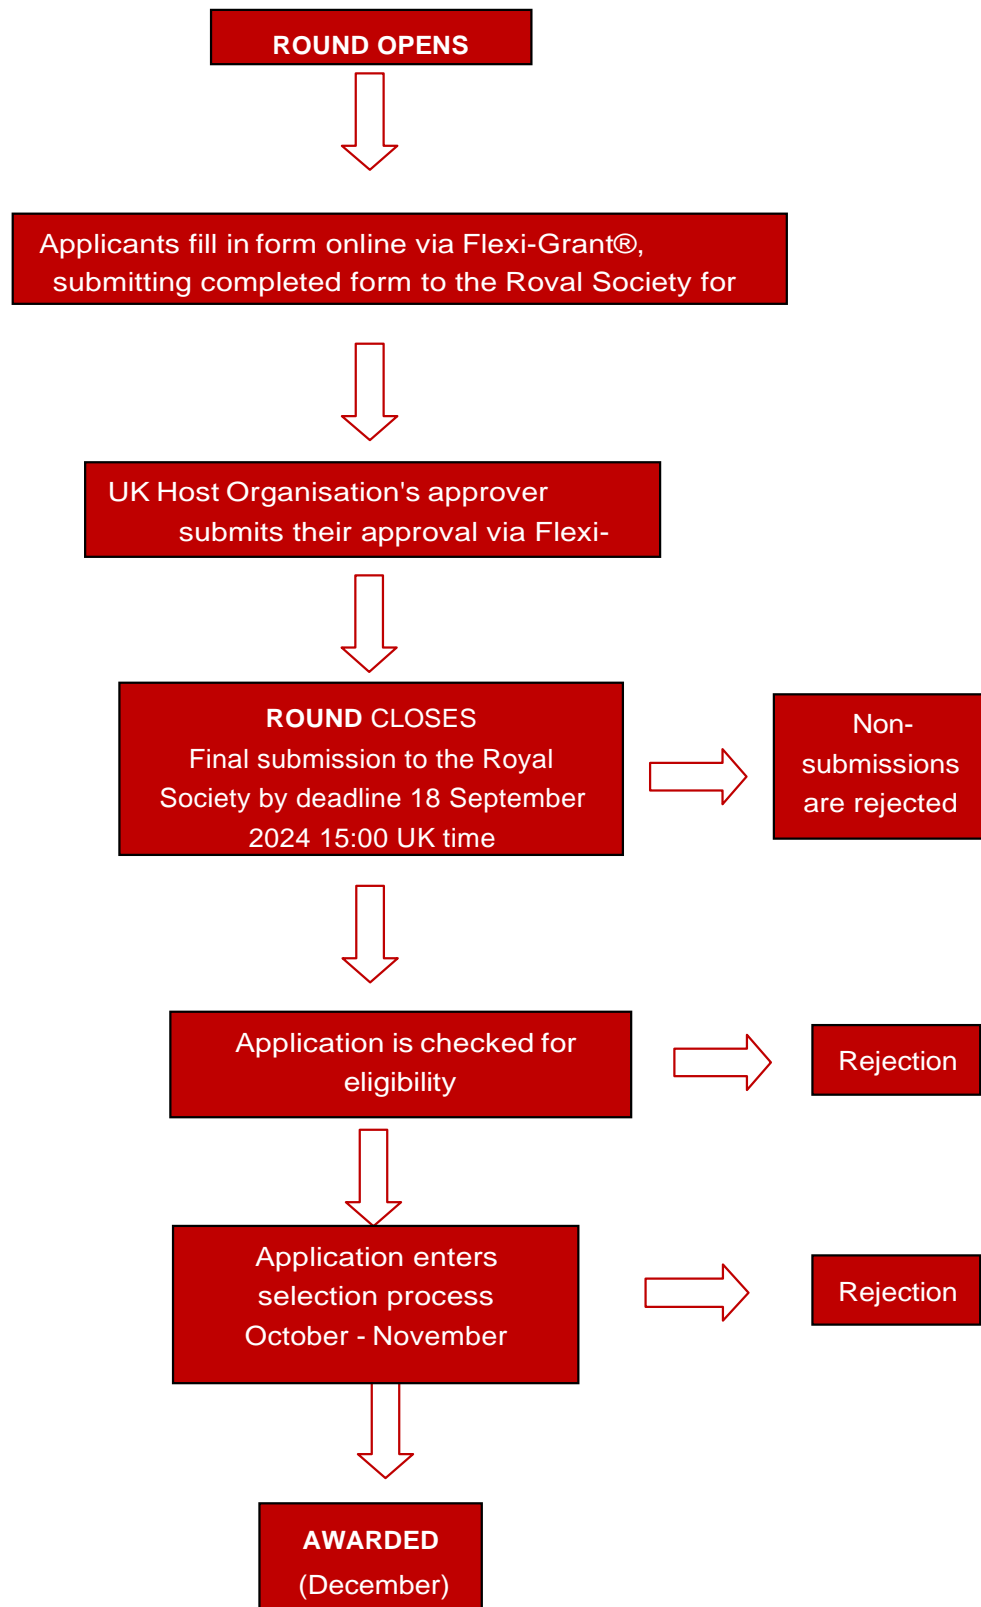 ROUND OPENS
Applicants fill in form online via Flexi-Grant®,
submitting completed form to the Royal Society for
UK Host Organisation's approver
submits their approval via Flexi-
ROUND CLOSES
Final submission to the Royal
Society by deadline 18 September
2024 15:00 UK time
Non-
submissions
are rejected
Application is checked for
eligibility
Rejection
Application enters
selection process
October - November
Rejection
AWARDED
(December)